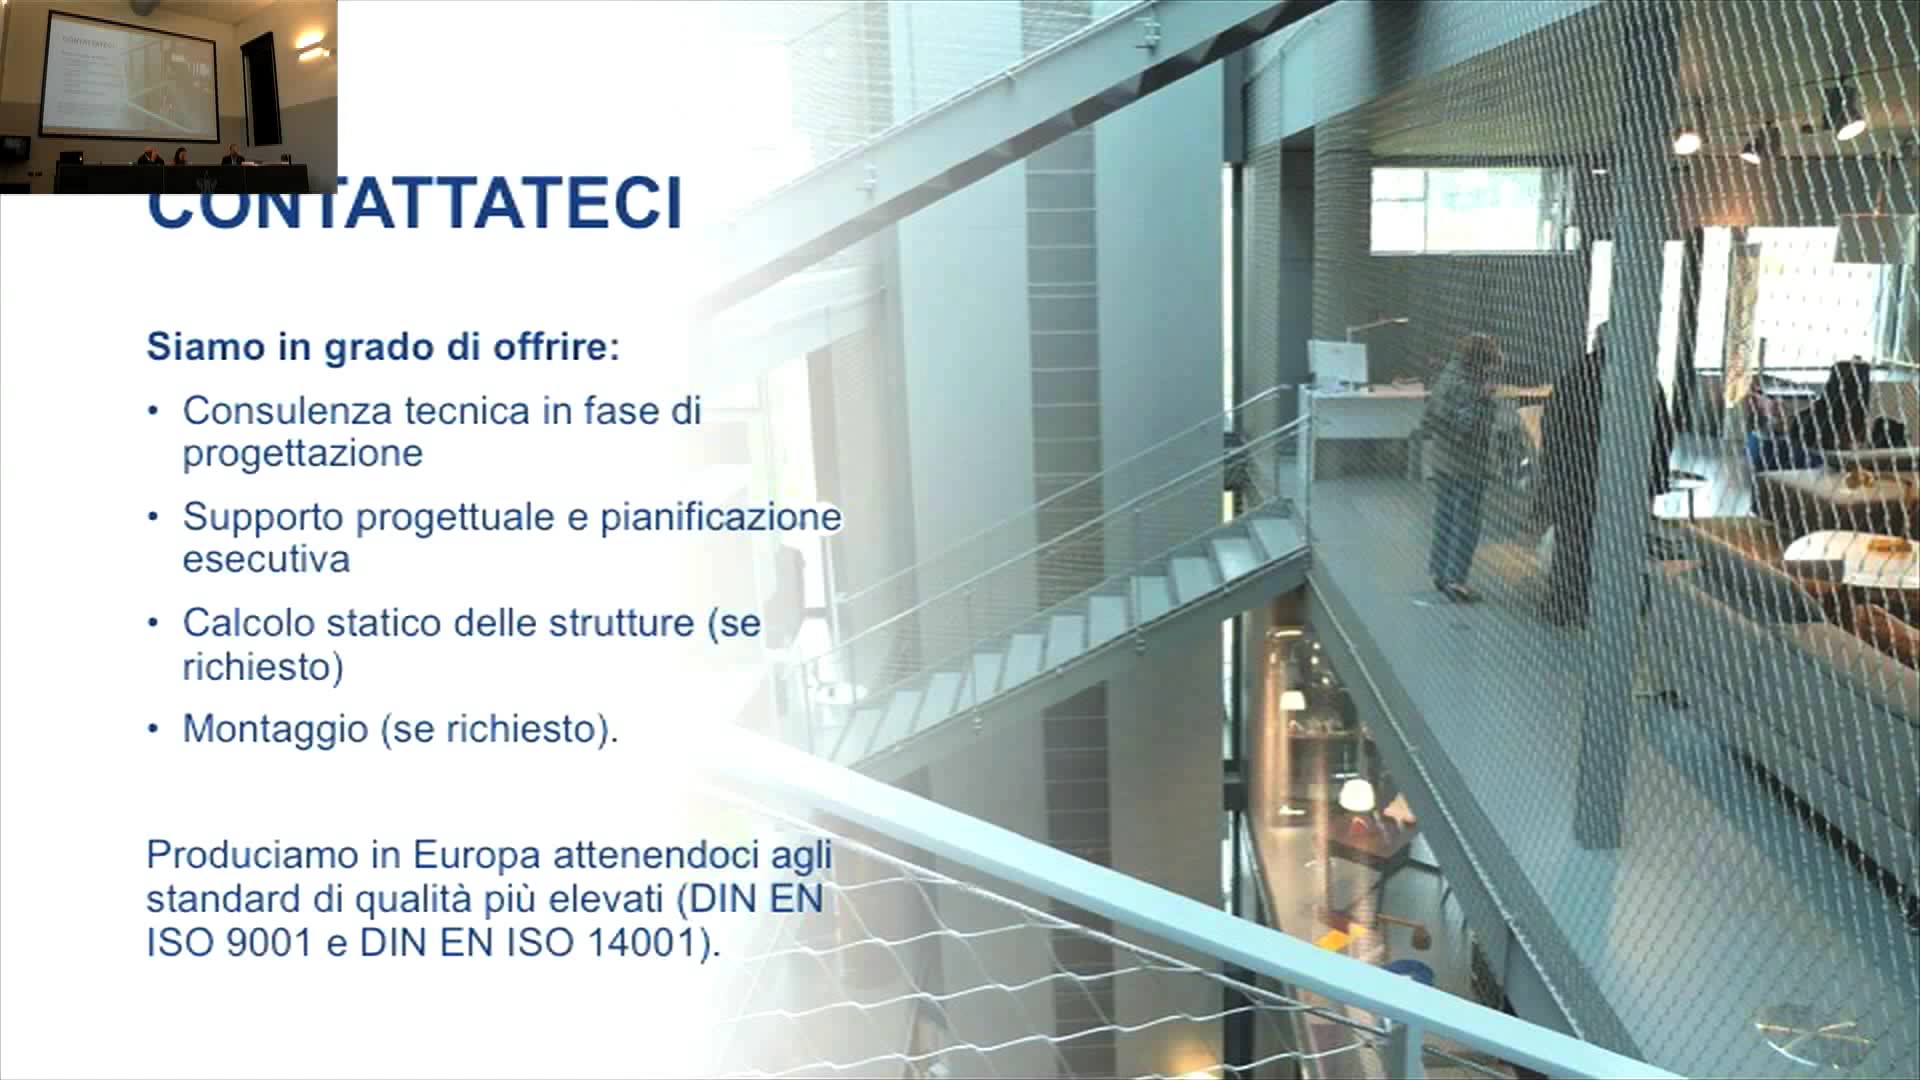 CONTATTATECI
Siamo in grado di offrire:
• Consulenza tecnica in fase di
progettazione
• Supporto progettuale e pianificazione
esecutiva
• Calcolo statico delle strutture (se
richiesto)
• Montaggio (se richiesto).
Produciamo in Europa attenendoci agli
standard di qualità più elevati (DIN EN
ISO 9001 e DIN EN ISO 14001).